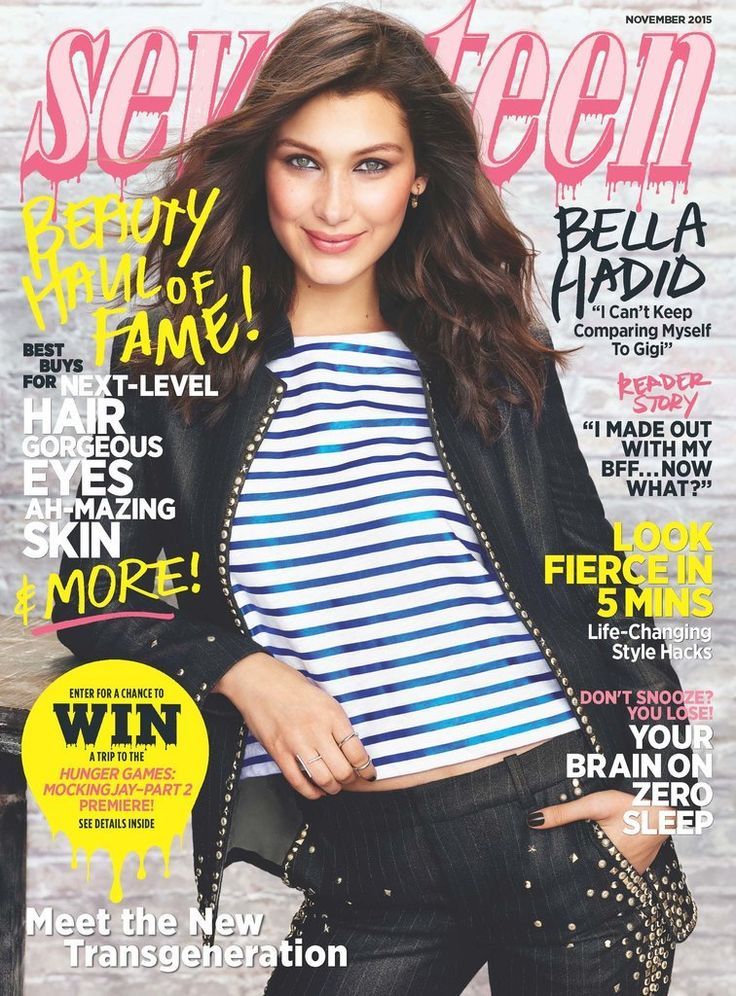 NOVEMBER 2015
seventeen
BEAUTY
HAUL OF
FAME!
BEST
BUYS
FOR NEXT-LEVEL
HAIR
GORGEOUS
EYES
AH-MAZING
SKIN
& MORE!
BELLA
HADID
“I Can’t Keep
Comparing Myself
To Gigi”
READER
STORY
“I MADE OUT
WITH MY
BFF...NOW
WHAT?”
LOOK
FIERCE IN
5 MINS
Life-Changing
Style Hacks
DON'T SNOOZE?
YOU LOSE!
YOUR
BRAIN ON
ZERO
SLEEP
ENTER FOR A CHANCE TO
WIN
A TRIP TO THE
HUNGER GAMES:
MOCKINGJAY–PART 2
PREMIERE!
SEE DETAILS INSIDE
Meet the New
Transgeneration